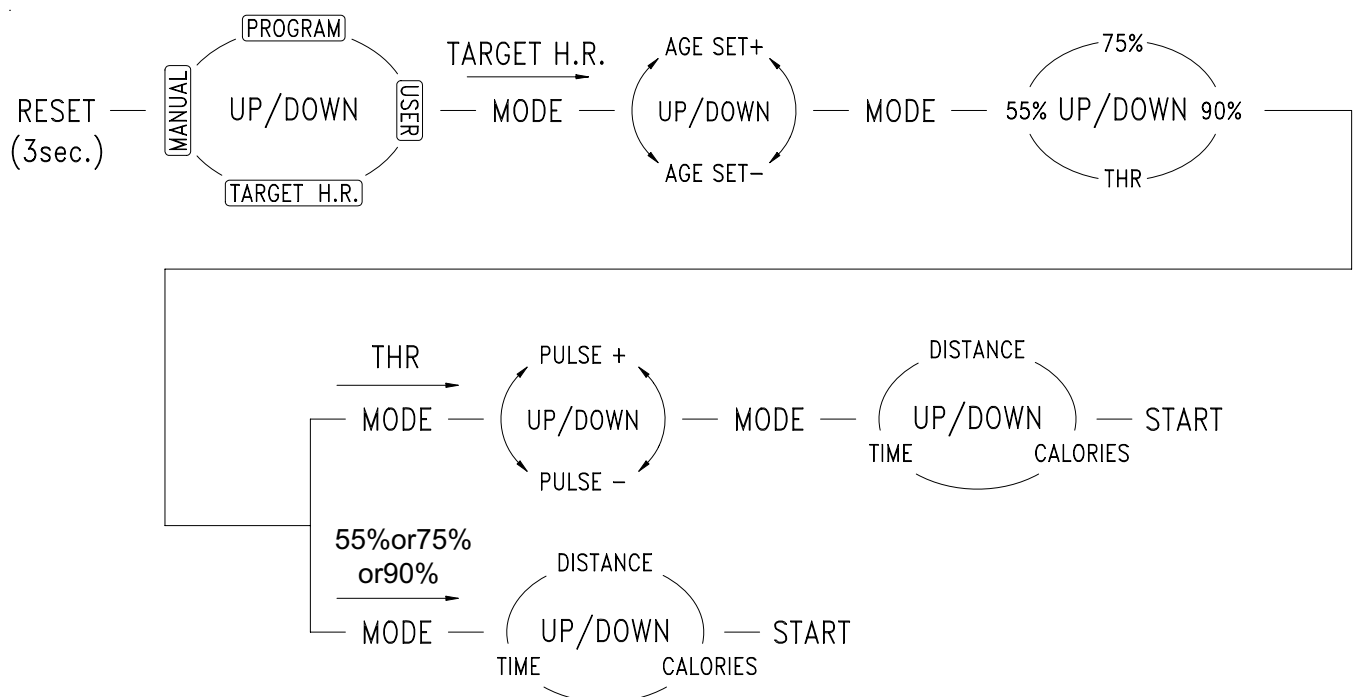 RESET
(3sec.)
MANUAL
PROGRAM
UP/DOWN
USER
TARGET H.R.
TARGET H.R.
MODE
AGE SET+
UP/DOWN
AGE SET-
MODE
75%
55% UP/DOWN 90%
THR
THR
MODE
PULSE +
UP/DOWN
PULSE -
MODE
DISTANCE
UP/DOWN
TIME
CALORIES
START
55%or75%
or90%
MODE
DISTANCE
UP/DOWN
TIME
CALORIES
START